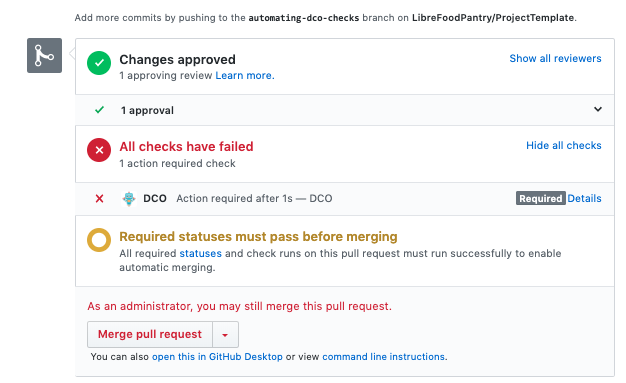 Add more commits by pushing to the automating-dco-checks branch on LibreFoodPantry/ProjectTemplate.
Changes approved
Show all reviewers
1 approving review Learn more.
1 approval
All checks have failed
Hide all checks
1 action required check
DCO Action required after 1s — DCO
Required Details
Required statuses must pass before merging
All required statuses and check runs on this pull request must run successfully to enable
automatic merging.
As an administrator, you may still merge this pull request.
Merge pull request
You can also open this in GitHub Desktop or view command line instructions.